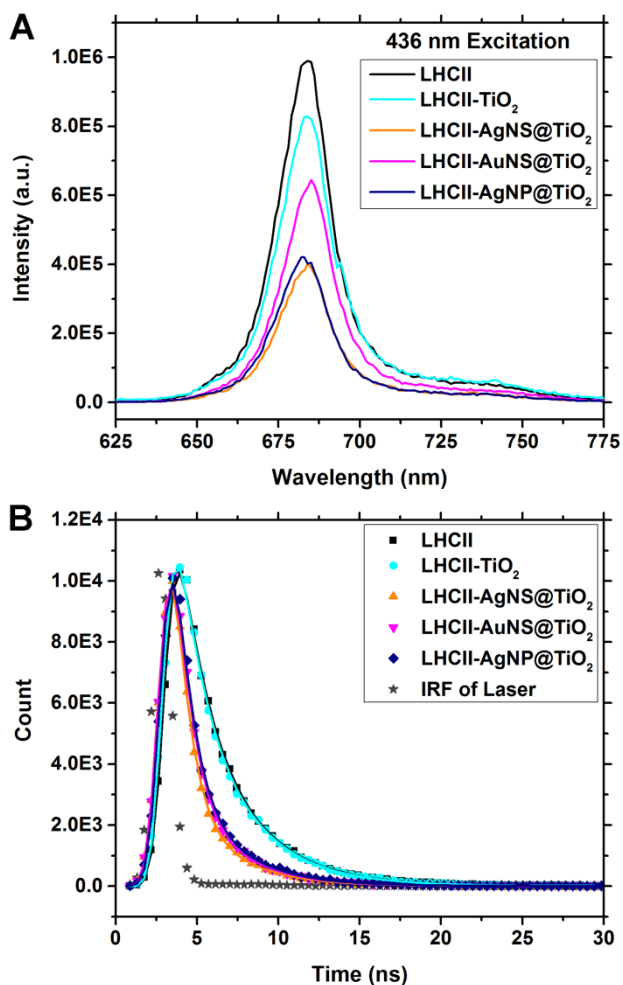 A
436 nm Excitation
LHCII
LHCII-TiO₂
LHCII-AgNS@TiO₂
LHCII-AuNS@TiO₂
LHCII-AgNP@TiO₂
1.0E6
8.0E5
6.0E5
4.0E5
2.0E5
0.0
Intensity (a.u.)
625 650 675 700 725 750 775
Wavelength (nm)
B
LHCII
LHCII-TiO₂
LHCII-AgNS@TiO₂
LHCII-AuNS@TiO₂
LHCII-AgNP@TiO₂
IRF of Laser
1.2E4
1.0E4
8.0E3
6.0E3
4.0E3
2.0E3
0.0
Count
0 5 10 15 20 25 30
Time (ns)